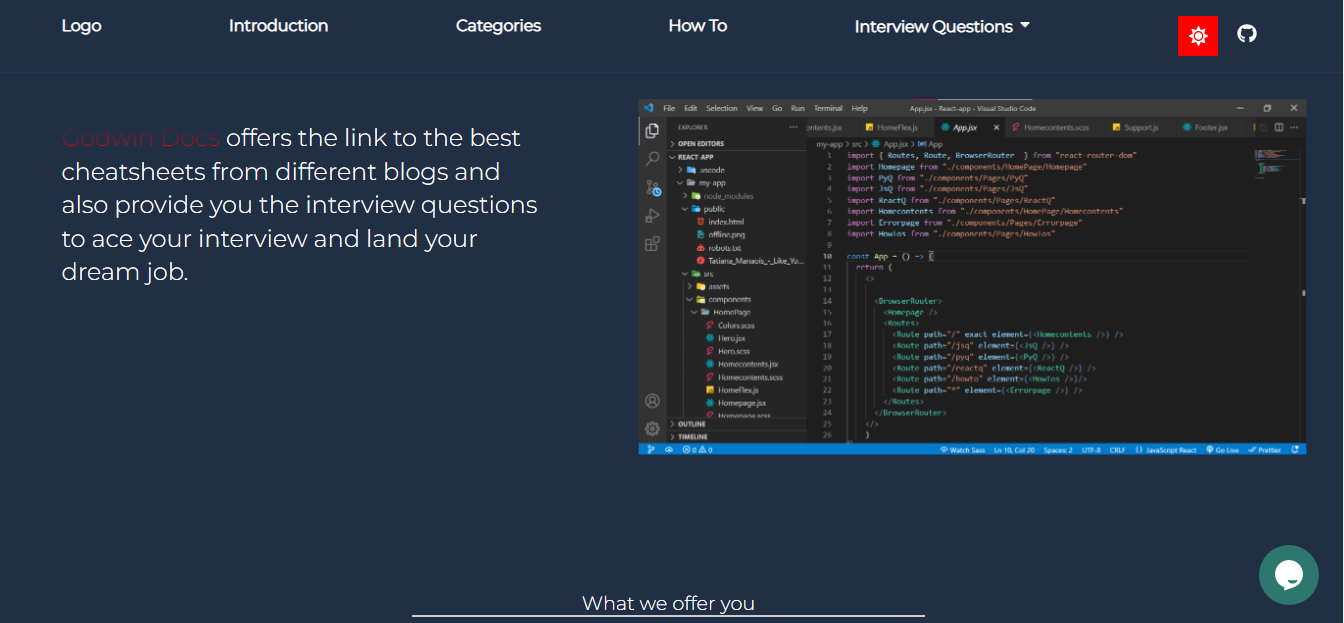 Logo
Introduction
Categories
How To
Interview Questions
Godwin Docs offers the link to the best
cheatsheets from different blogs and
also provide you the interview questions
to ace your interview and land your
dream job.
File Edit Selection View Go Run Terminal Help App.jsx - React-app - Visual Studio Code
EXPLORER
ontents.jsx HomeFlex.js App.jsx Homecontents.scss Support.js Footer.jsx
OPEN EDITORS
REACT-APP
.vscode
my-app
node_modules
public
index.html
offline.png
robots.txt
Tatiana_Manaois_-_Like_Yo...
src
assets
components
HomePage
Colors.scss
Hero.jsx
Hero.scss
Homecontents.jsx
Homecontents.scss
HomeFlex.js
Homepage.jsx
Homepage.scss
OUTLINE
TIMELINE
my-app > src > App.jsx > App
1 import { Routes, Route, BrowserRouter } from "react-router-dom"
2 import Homepage from "./components/HomePage/Homepage"
3 import PyQ from "./components/Pages/PyQ"
4 import JsQ from "./components/Pages/JsQ"
5 import ReactQ from "./components/Pages/ReactQ"
6 import Homecontents from "./components/HomePage/Homecontents"
7 import Errorpage from "./components/Pages/Errorpage"
8 import HowTos from "./components/Pages/HowTos"
9
10 const App = () => {
11 return (
12 <>
13
14 <BrowserRouter>
15 <Homepage />
16 <Routes>
17 <Route path="/" exact element={<Homecontents />} />
18 <Route path="/jsq" element={<JsQ />} />
19 <Route path="/pyq" element={<PyQ />} />
20 <Route path="/reactq" element={<ReactQ />} />
21 <Route path="/howto" element={<HowTos />}/>
22 <Route path="*" element={<Errorpage />} />
23 </Routes>
24 </BrowserRouter>
25 </>
26 )
0 0 Watch Sass Ln 10, Col 20 Spaces: 2 UTF-8 CRLF {} JavaScript React Go Live Prettier
What we offer you